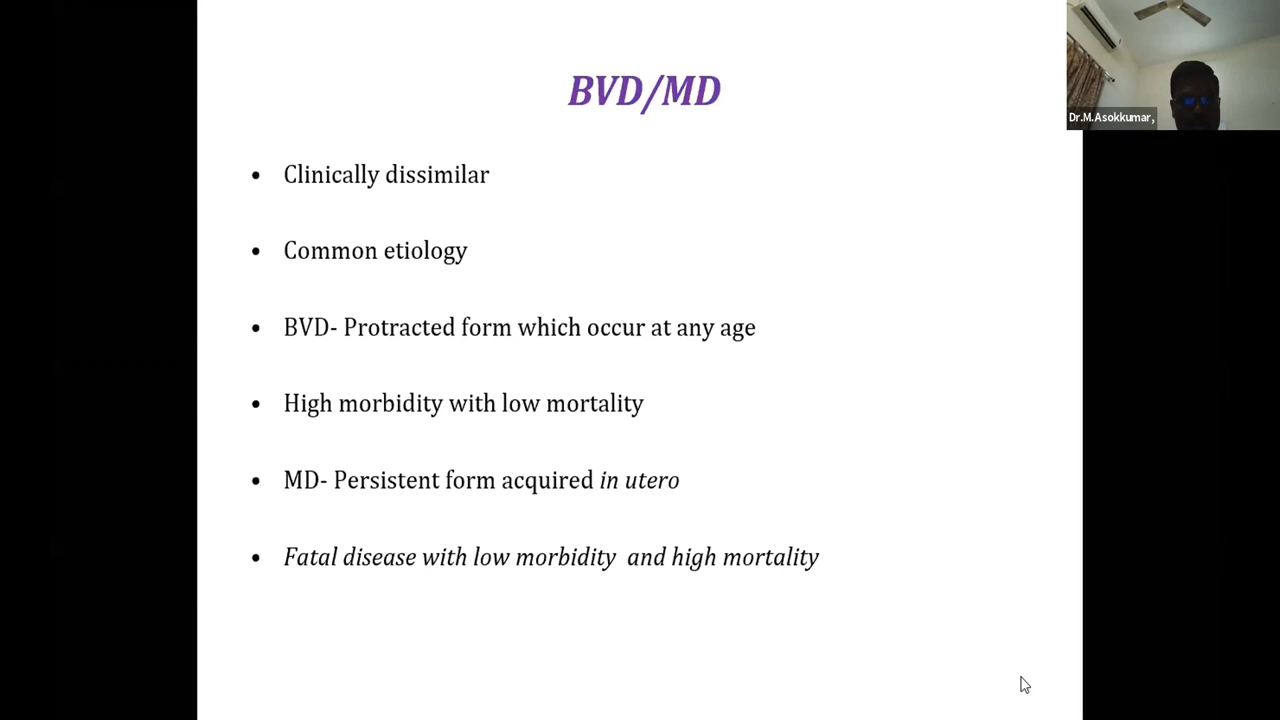 BVD/MD
Dr.M.Asokkumar,
• Clinically dissimilar
• Common etiology
• BVD- Protracted form which occur at any age
• High morbidity with low mortality
• MD- Persistent form acquired in utero
• Fatal disease with low morbidity  and high mortality